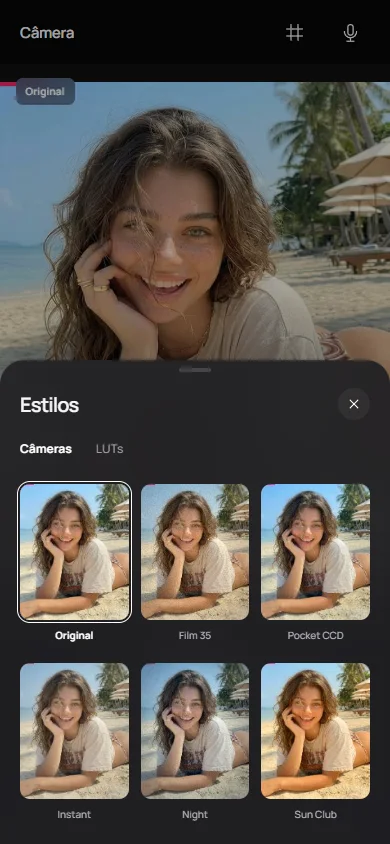 Câmera
Original
Estilos
Câmeras LUTs
Original Film 35 Pocket CCD
Instant Night Sun Club